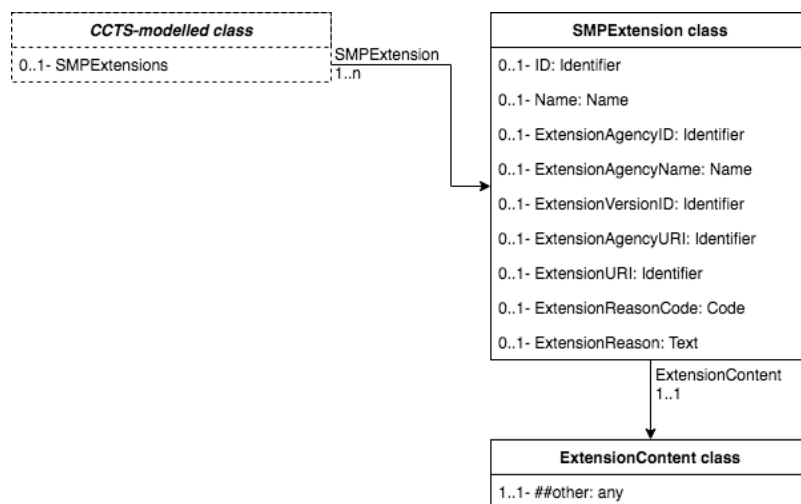 CCTS-modelled class
0..1- SMPExtensions
SMPExtension
1..n
SMPExtension class
0..1- ID: Identifier
0..1- Name: Name
0..1- ExtensionAgencyID: Identifier
0..1- ExtensionAgencyName: Name
0..1- ExtensionVersionID: Identifier
0..1- ExtensionAgencyURI: Identifier
0..1- ExtensionURI: Identifier
0..1- ExtensionReasonCode: Code
0..1- ExtensionReason: Text
ExtensionContent
1..1
ExtensionContent class
1..1- ##other: any